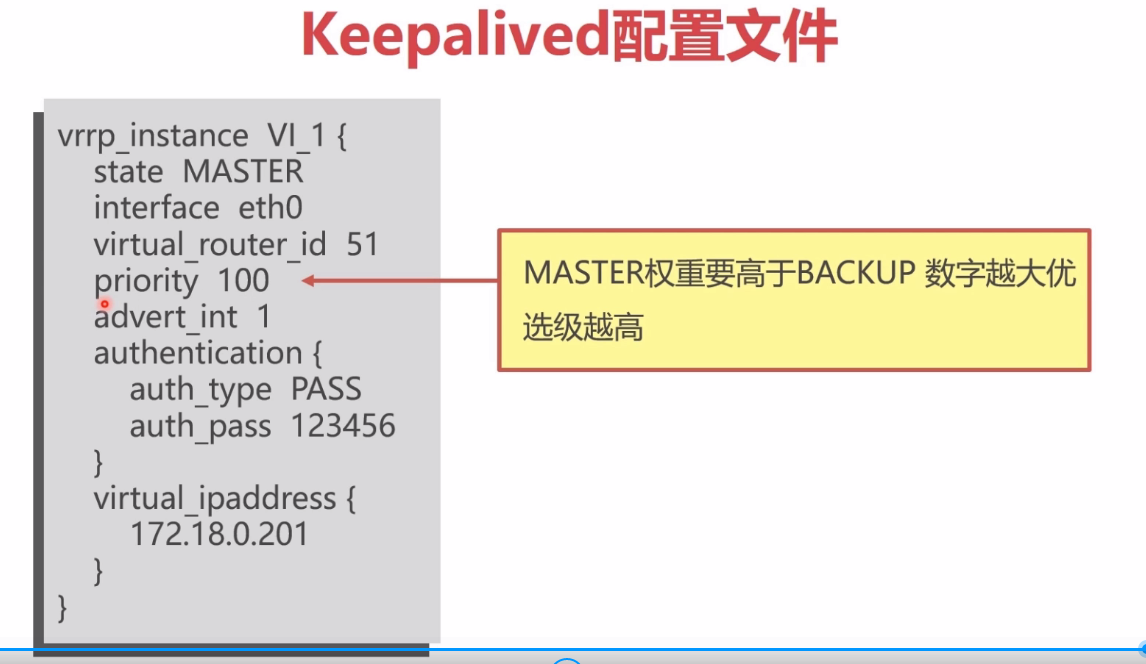 Keepalived配置文件
vrrp_instance VI_1 {
state MASTER
interface eth0
virtual_router_id 51
priority 100
advert_int 1
authentication {
auth_type PASS
auth_pass 123456
}
virtual_ipaddress {
172.18.0.201
}
}
MASTER权重要高于BACKUP 数字越大优
选级越高